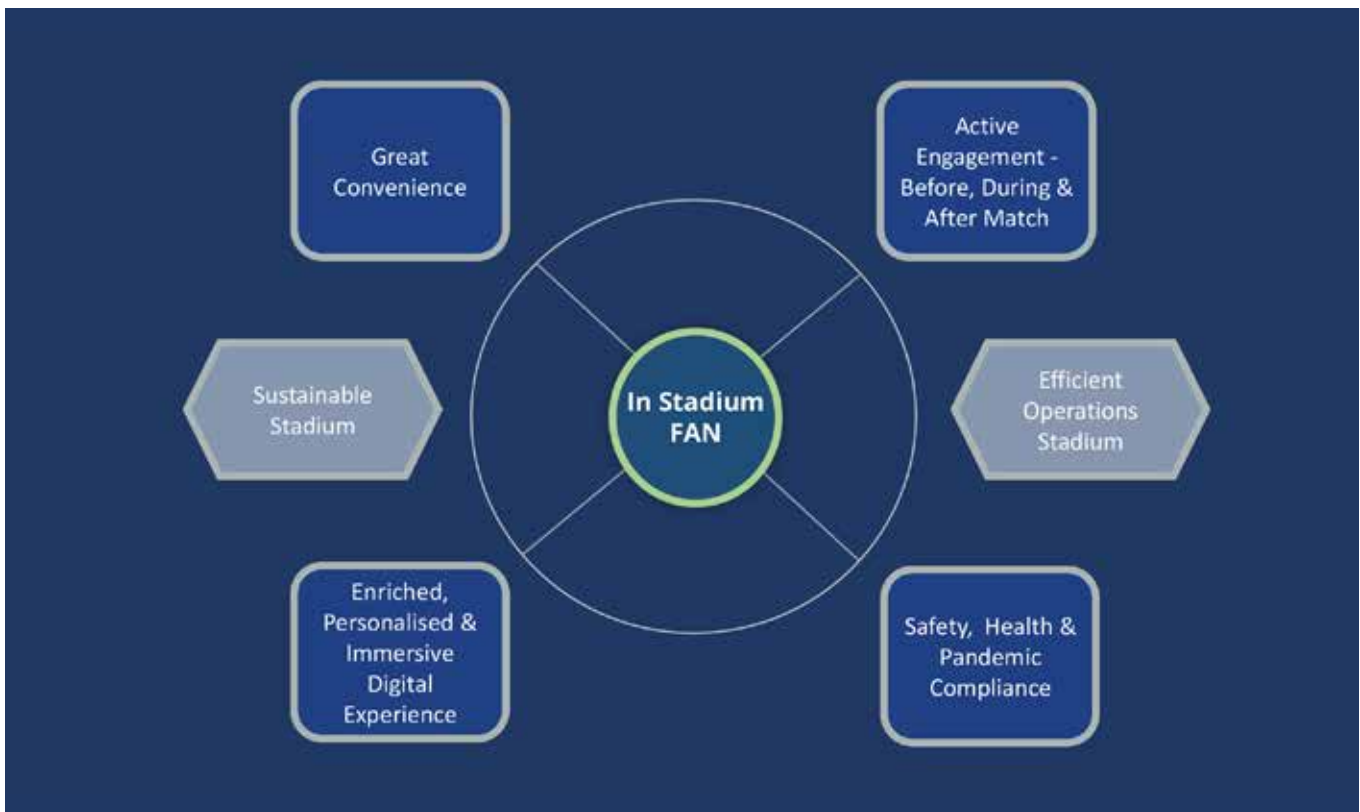 Great
Convenience
Active
Engagement -
Before, During &
After Match
Sustainable
Stadium
In Stadium
FAN
Efficient
Operations
Stadium
Enriched,
Personalised &
Immersive
Digital
Experience
Safety, Health &
Pandemic
Compliance